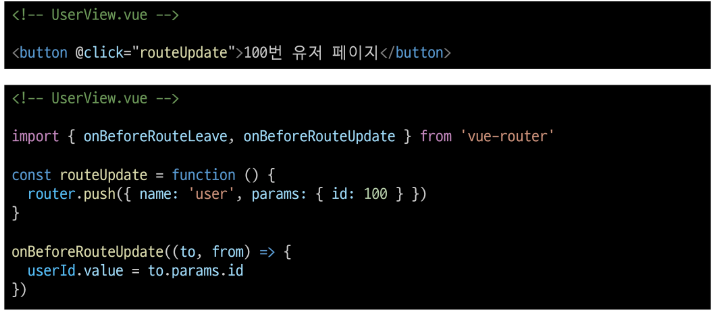 <!-- UserView.vue -->
<button @click="routeUpdate">100번 유저 페이지</button>
<!-- UserView.vue -->
import { onBeforeRouteLeave, onBeforeRouteUpdate } from 'vue-router'
const routeUpdate = function () {
router.push({ name: 'user', params: { id: 100 } })
}
onBeforeRouteUpdate((to, from) => {
userId.value = to.params.id
})